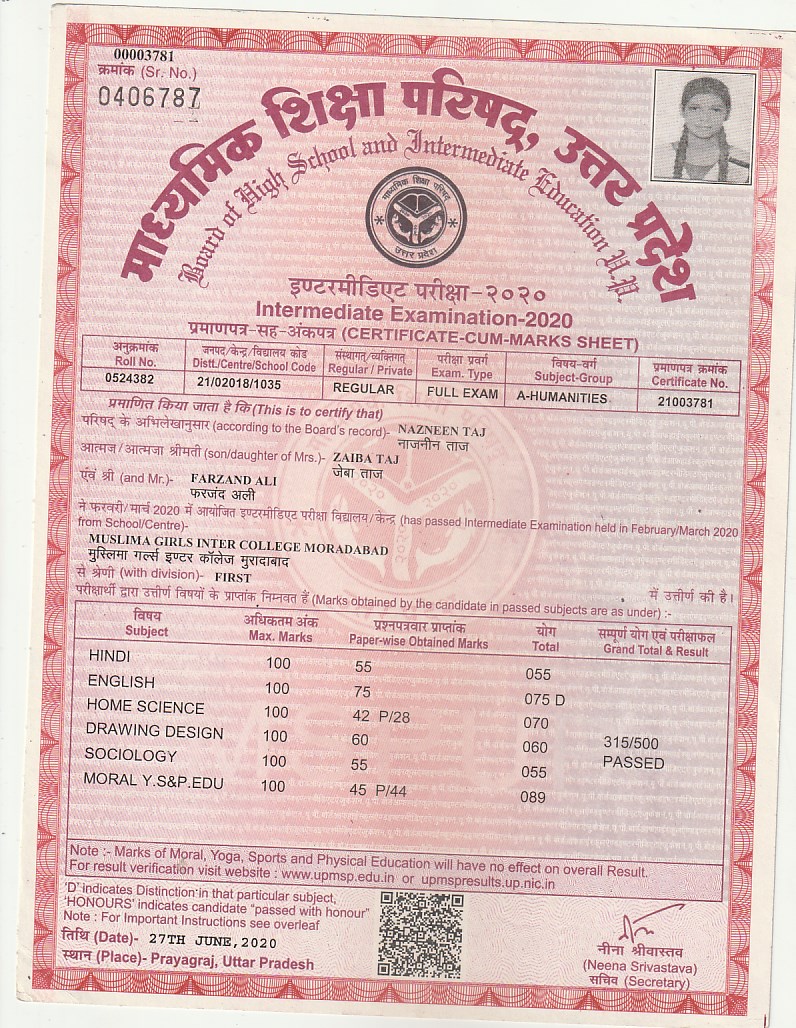 00003781
क्रमांक (Sr. No.)
0406787
माध्यमिक शिक्षा परिषद्, उत्तर प्रदेश
Board of High School and Intermediate Education U.P.
माध्यमिक शिक्षा परिषद्
उत्तर प्रदेश
इण्टरमीडिएट परीक्षा-२०२०
Intermediate Examination-2020
प्रमाणपत्र-सह-अंकपत्र (CERTIFICATE-CUM-MARKS SHEET)
अनुक्रमांक जनपद/केन्द्र/विद्यालय कोड संस्थागत/व्यक्तिगत परीक्षा प्रवर्ग विषय-वर्ग प्रमाणपत्र क्रमांक
Roll No. Distt./Centre/School Code Regular / Private Exam. Type Subject-Group Certificate No.
0524382 21/02018/1035 REGULAR FULL EXAM A-HUMANITIES 21003781
प्रमाणित किया जाता है कि (This is to certify that)
परिषद् के अभिलेखानुसार (according to the Board's record)- NAZNEEN TAJ
नाजनीन ताज
आत्मज/आत्मजा श्रीमती (son/daughter of Mrs.)- ZAIBA TAJ
जेबा ताज
एंवं श्री (and Mr.)- FARZAND ALI
फरजंद अली
ने फरवरी/मार्च 2020 में आयोजित इण्टरमीडिएट परीक्षा विद्यालय/केन्द्र (has passed Intermediate Examination held in February/March 2020
from School/Centre)-
MUSLIMA GIRLS INTER COLLEGE MORADABAD
मुस्लिमा गर्ल्स इण्टर कॉलेज मुरादाबाद
से श्रेणी (with division)- FIRST में उत्तीर्ण की है।
परीक्षार्थी द्वारा उत्तीर्ण विषयों के प्राप्तांक निम्नवत हैं (Marks obtained by the candidate in passed subjects are as under) :-
विषय अधिकतम अंक प्रश्नपत्रवार प्राप्तांक योग सम्पूर्ण योग एवं परीक्षाफल
Subject Max. Marks Paper-wise Obtained Marks Total Grand Total & Result
HINDI 100 55 055
ENGLISH 100 75 075 D
HOME SCIENCE 100 42 P/28 070
DRAWING DESIGN 100 60 060 315/500
SOCIOLOGY 100 55 055 PASSED
MORAL Y.S&P.EDU 100 45 P/44 089
Note :- Marks of Moral, Yoga, Sports and Physical Education will have no effect on overall Result.
For result verification visit website : www.upmsp.edu.in or upmspresults.up.nic.in
'D' indicates Distinction in that particular subject,
'HONOURS' indicates candidate "passed with honour"
Note : For Important Instructions see overleaf
तिथि (Date)- 27TH JUNE,2020
स्थान (Place)- Prayagraj, Uttar Pradesh
नीना श्रीवास्तव
(Neena Srivastava)
सचिव (Secretary)